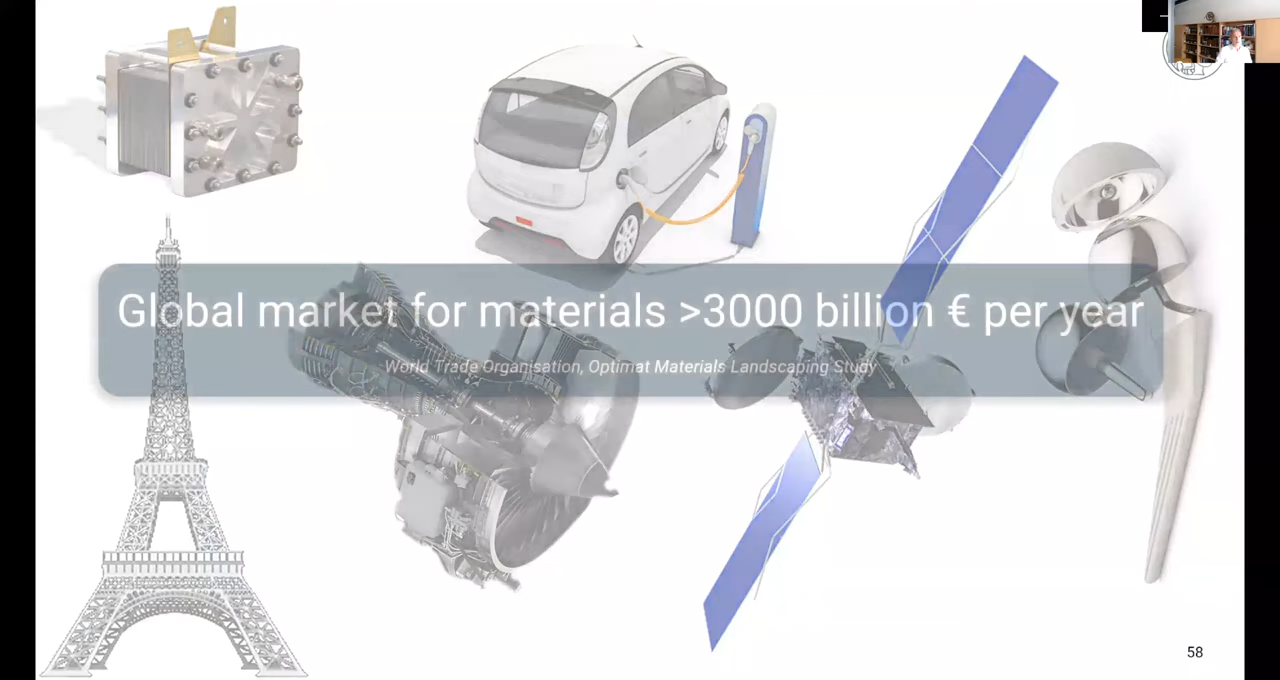 Global market for materials >3000 billion € per year
World Trade Organisation, Optimat Materials Landscaping Study
58